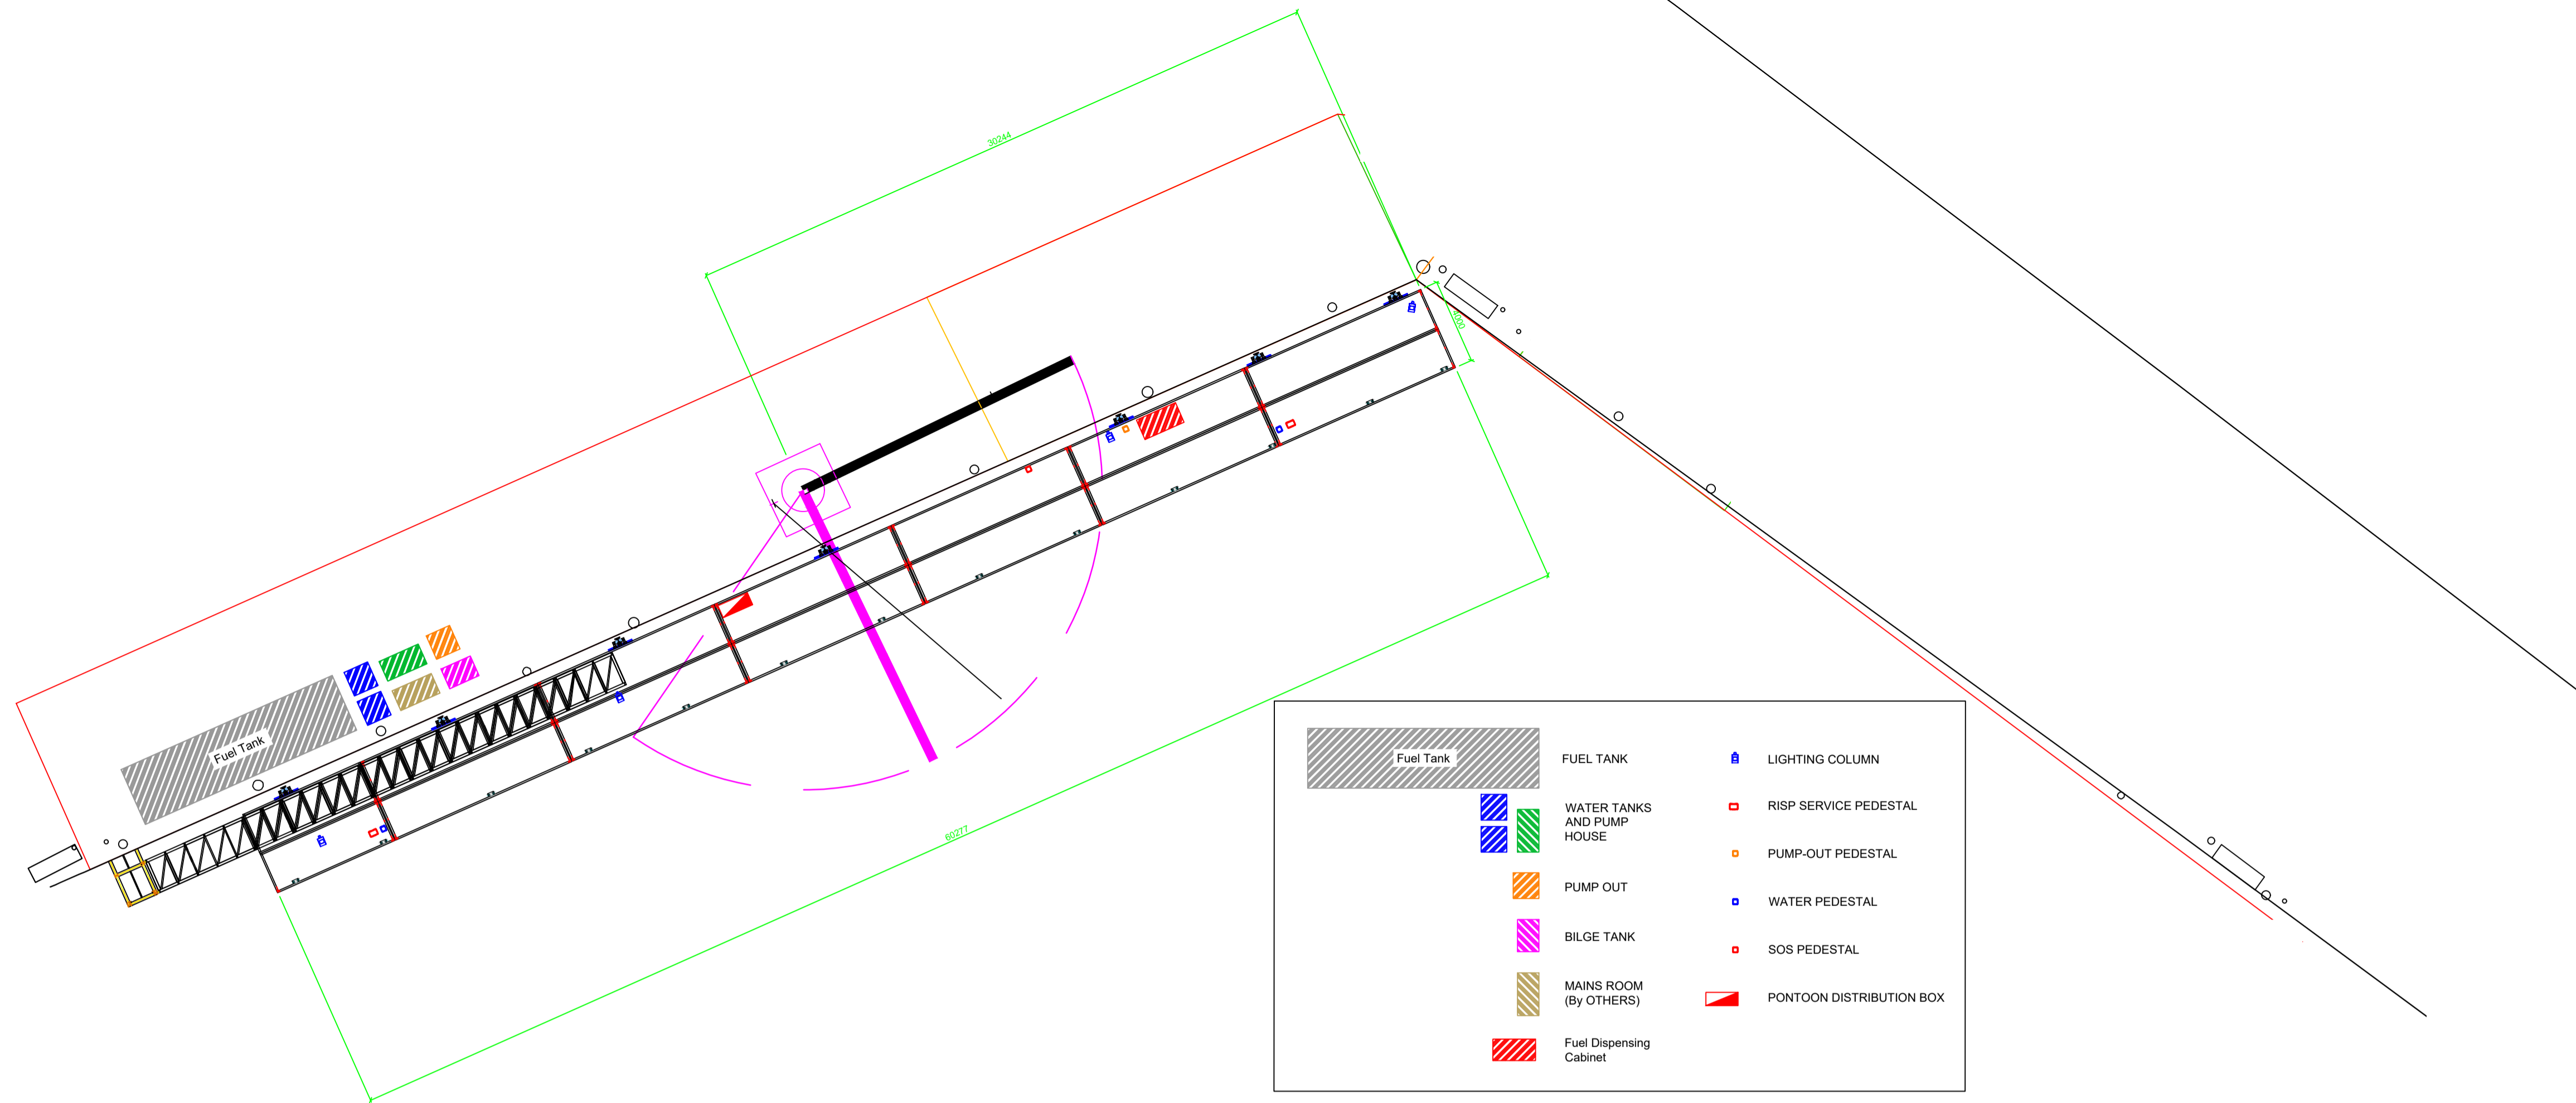 30244
4000
60277
Fuel Tank
Fuel Tank
FUEL TANK
WATER TANKS
AND PUMP
HOUSE
PUMP OUT
BILGE TANK
MAINS ROOM
(By OTHERS)
Fuel Dispensing
Cabinet
LIGHTING COLUMN
RISP SERVICE PEDESTAL
PUMP-OUT PEDESTAL
WATER PEDESTAL
SOS PEDESTAL
PONTOON DISTRIBUTION BOX